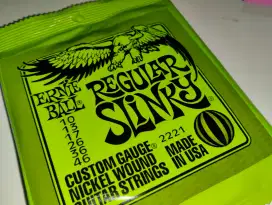 ERNIE
BALL
REGULAR
SLINKY
10
13
17
26
36
46
2221
CUSTOM GAUGE
NICKEL WOUND
GUITAR STRINGS
MADE IN
USA